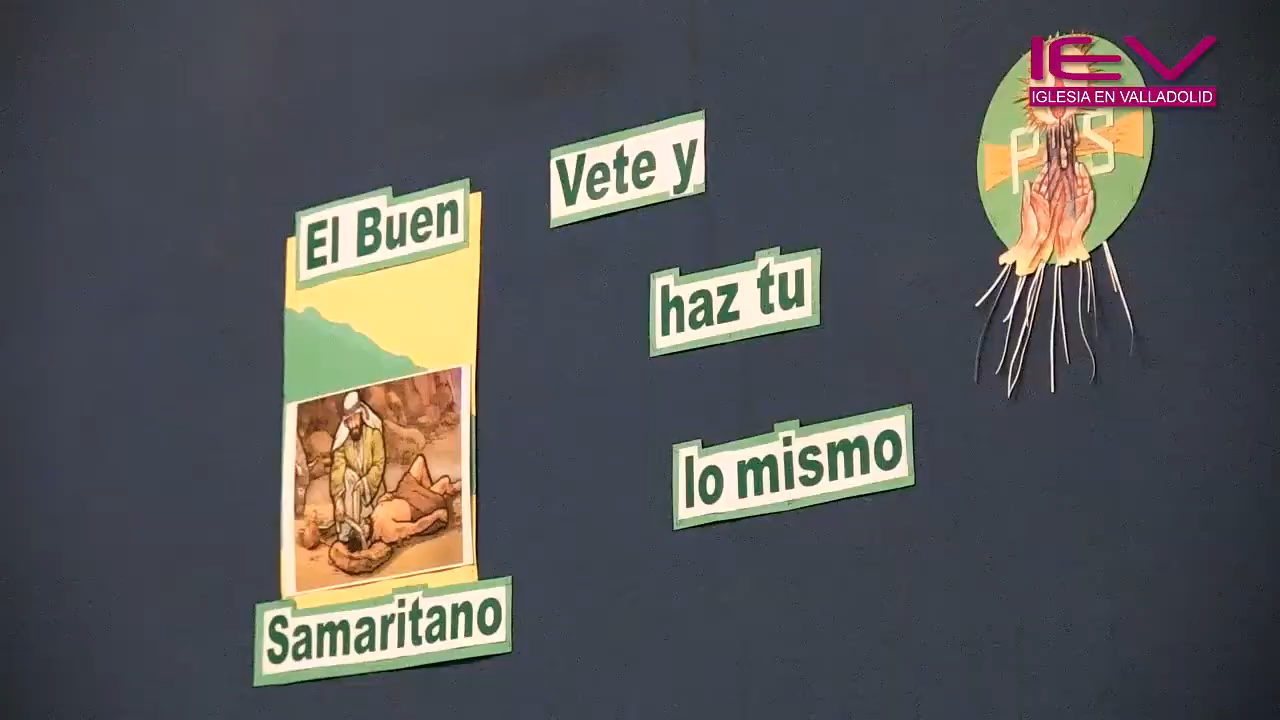 El Buen
Samaritano
Vete y
haz tu
lo mismo
P S
IEV
IGLESIA EN VALLADOLID